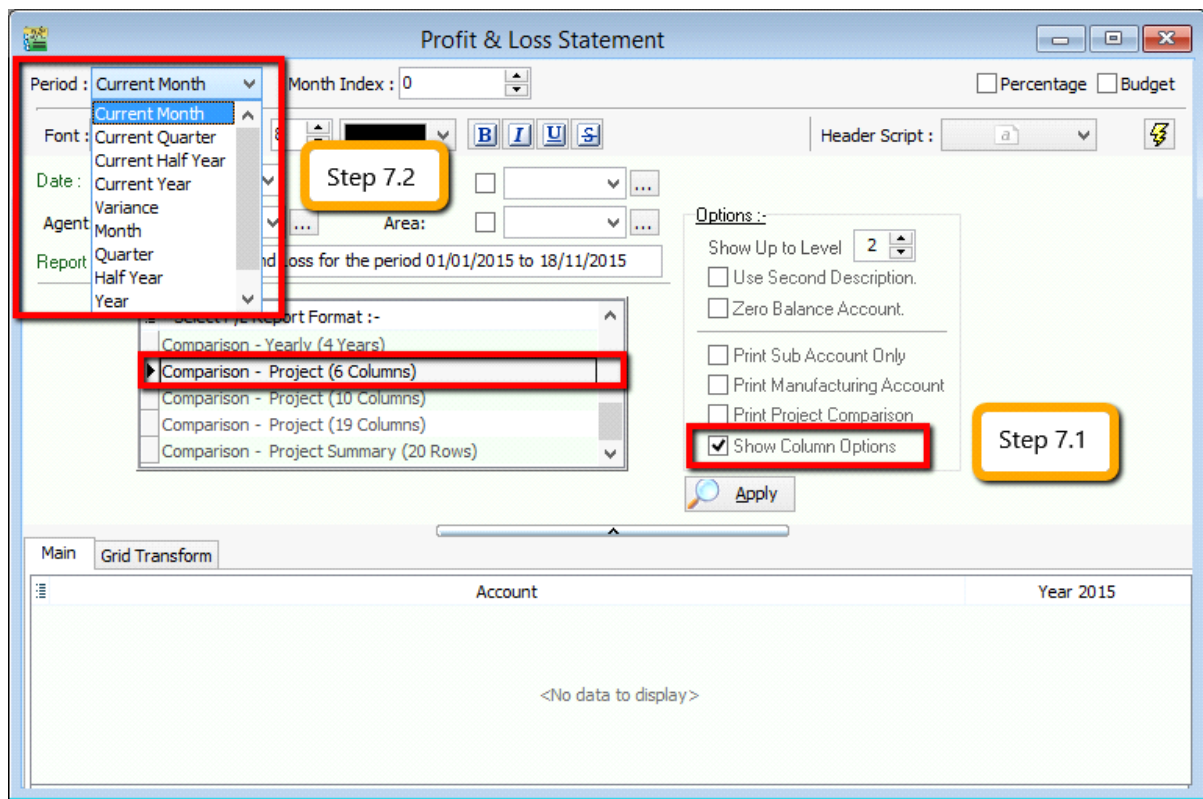 Profit & Loss Statement
Period : Current Month Month Index : 0 Percentage Budget
Current Month
Current Quarter
Current Half Year
Current Year
Variance
Month
Quarter
Half Year
Year
Font : 8 B I U S Header Script : a
Step 7.2
Date :
Agent ... Area: ...
Report nd Loss for the period 01/01/2015 to 18/11/2015
Options :-
Show Up to Level 2
Use Second Description.
Zero Balance Account.
Print Sub Account Only
Print Manufacturing Account
Print Project Comparison
Show Column Options
Step 7.1
Report Format :-
Comparison - Yearly (4 Years)
Comparison - Project (6 Columns)
Comparison - Project (10 Columns)
Comparison - Project (19 Columns)
Comparison - Project Summary (20 Rows)
Apply
Main Grid Transform
Account Year 2015
<No data to display>